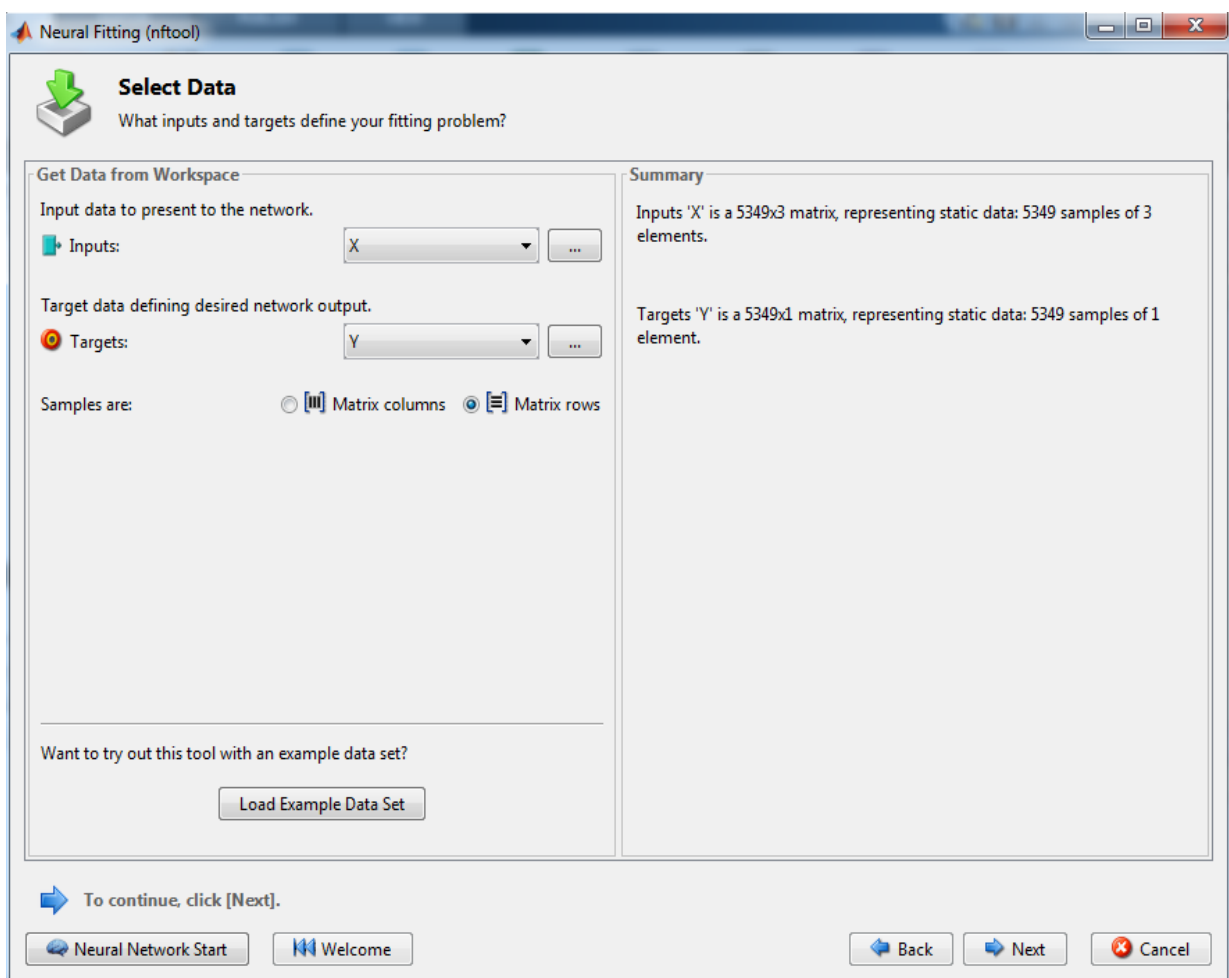 Neural Fitting (nftool)
Select Data
What inputs and targets define your fitting problem?
Get Data from Workspace
Input data to present to the network.
Inputs:
X
...
Target data defining desired network output.
Targets:
Y
...
Samples are:
Matrix columns
Matrix rows
Want to try out this tool with an example data set?
Load Example Data Set
Summary
Inputs 'X' is a 5349x3 matrix, representing static data: 5349 samples of 3
elements.
Targets 'Y' is a 5349x1 matrix, representing static data: 5349 samples of 1
element.
To continue, click [Next].
Neural Network Start
Welcome
Back
Next
Cancel